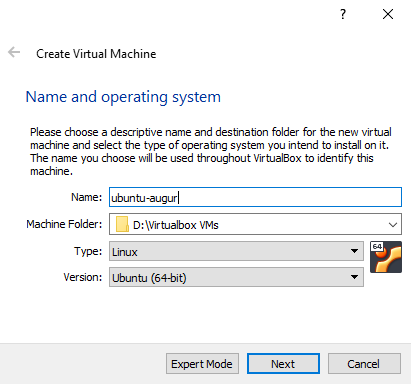 ?
Create Virtual Machine
Name and operating system
Please choose a descriptive name and destination folder for the new virtual
machine and select the type of operating system you intend to install on it.
The name you choose will be used throughout VirtualBox to identify this
machine.
Name: ubuntu-augur
Machine Folder: D:\Virtualbox VMs
Type: Linux
64
Version: Ubuntu (64-bit)
Expert Mode Next Cancel